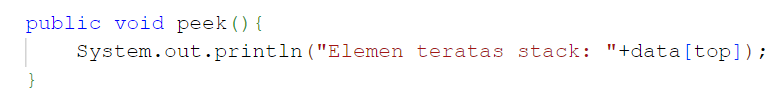 public void peek(){
    System.out.println("Elemen teratas stack: "+data[top]);
}